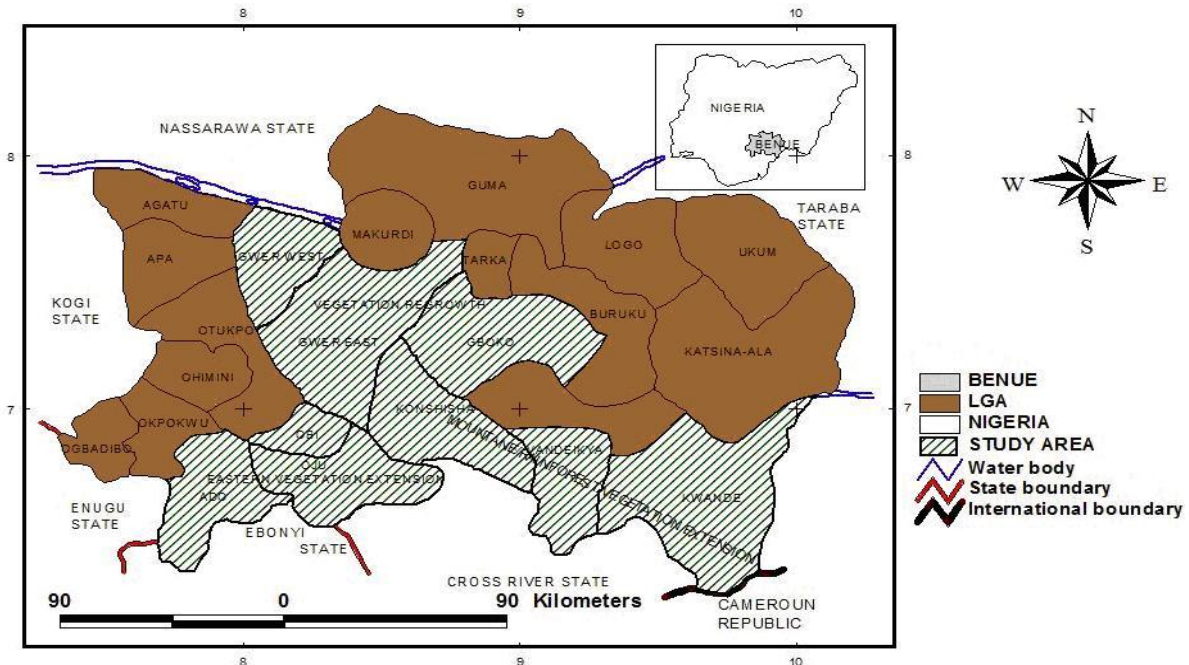 8 9 10
NASSARAWA STATE
NIGERIA
BENUE
8 8
GUMA
AGATU
TARABA
STATE
MAKURDI
LOGO
UKUM
APA
GWER WEST
TARKA
KOGI
STATE
VEGETATION REGROWTH
BURUKU
OTUKPO
GWER EAST
GBOKO
KATSINA-ALA
OHIMINI
7 7
KONSHISHA
OKPOKWU
OBI
OGBADIBO
VANDEIKYA
MOUNTANE RAINFOREST VEGETATION EXTENSION
OJU
EASTERN VEGETATION EXTENSION
ADO
KWANDE
ENUGU
STATE
EBONYI
STATE
CROSS RIVER STATE
CAMEROUN
REPUBLIC
90 0 90 Kilometers
8 9 10
N
W E
S
BENUE
LGA
NIGERIA
STUDY AREA
Water body
State boundary
International boundary